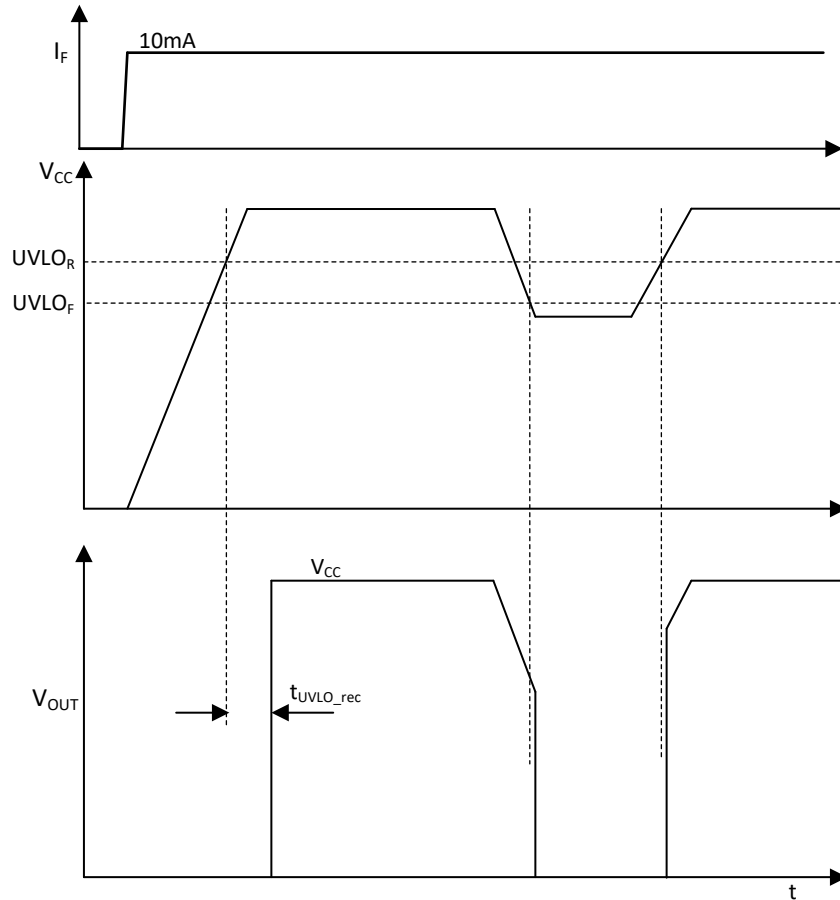 10mA
I_F
V_CC
UVLO_R
UVLO_F
V_CC
t_UVLO_rec
V_OUT
t